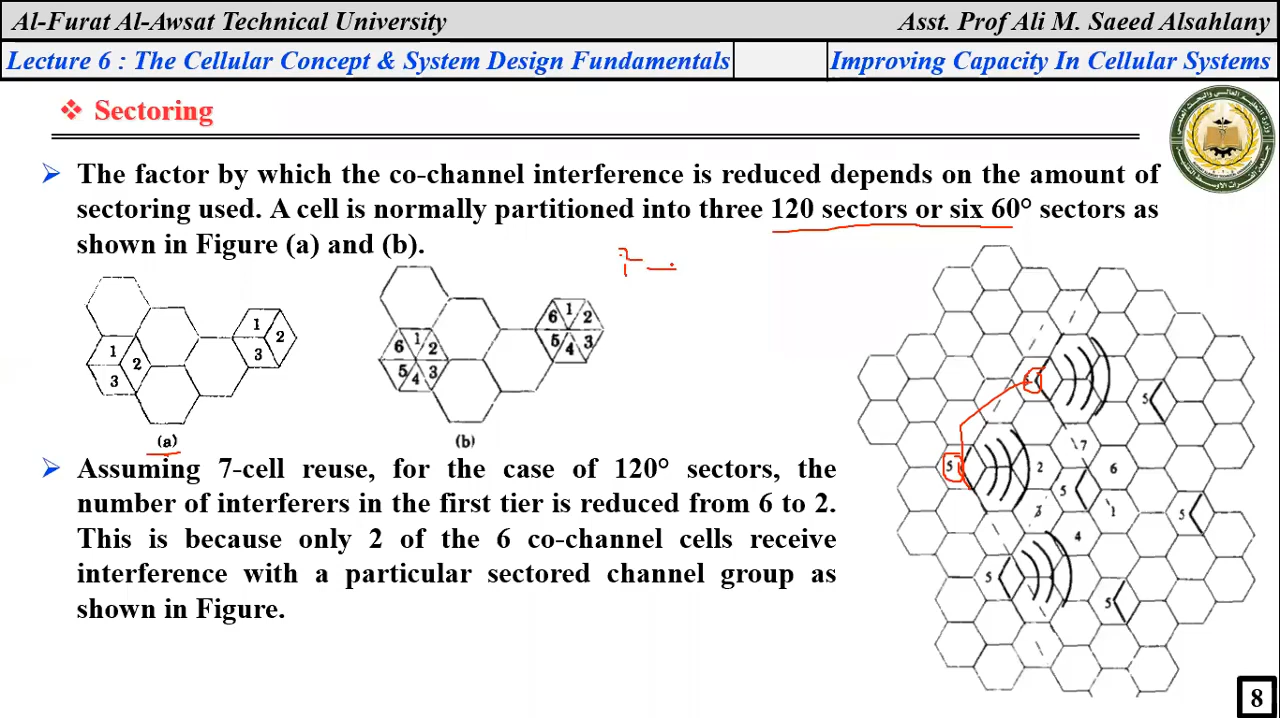 Al-Furat Al-Awsat Technical University
Asst. Prof Ali M. Saeed Alsahlany
Lecture 6 : The Cellular Concept & System Design Fundamentals
Improving Capacity In Cellular Systems
❖ Sectoring
➢ The factor by which the co-channel interference is reduced depends on the amount of
sectoring used. A cell is normally partitioned into three 120 sectors or six 60° sectors as
shown in Figure (a) and (b).
1
2
3
1
2
3
(a)
6 1 2
5 4 3
6 1 2
5 4 3
(b)
➢ Assuming 7-cell reuse, for the case of 120° sectors, the
number of interferers in the first tier is reduced from 6 to 2.
This is because only 2 of the 6 co-channel cells receive
interference with a particular sectored channel group as
shown in Figure.
5
5
7
5
2
6
5
3
1
5
4
5
5
8